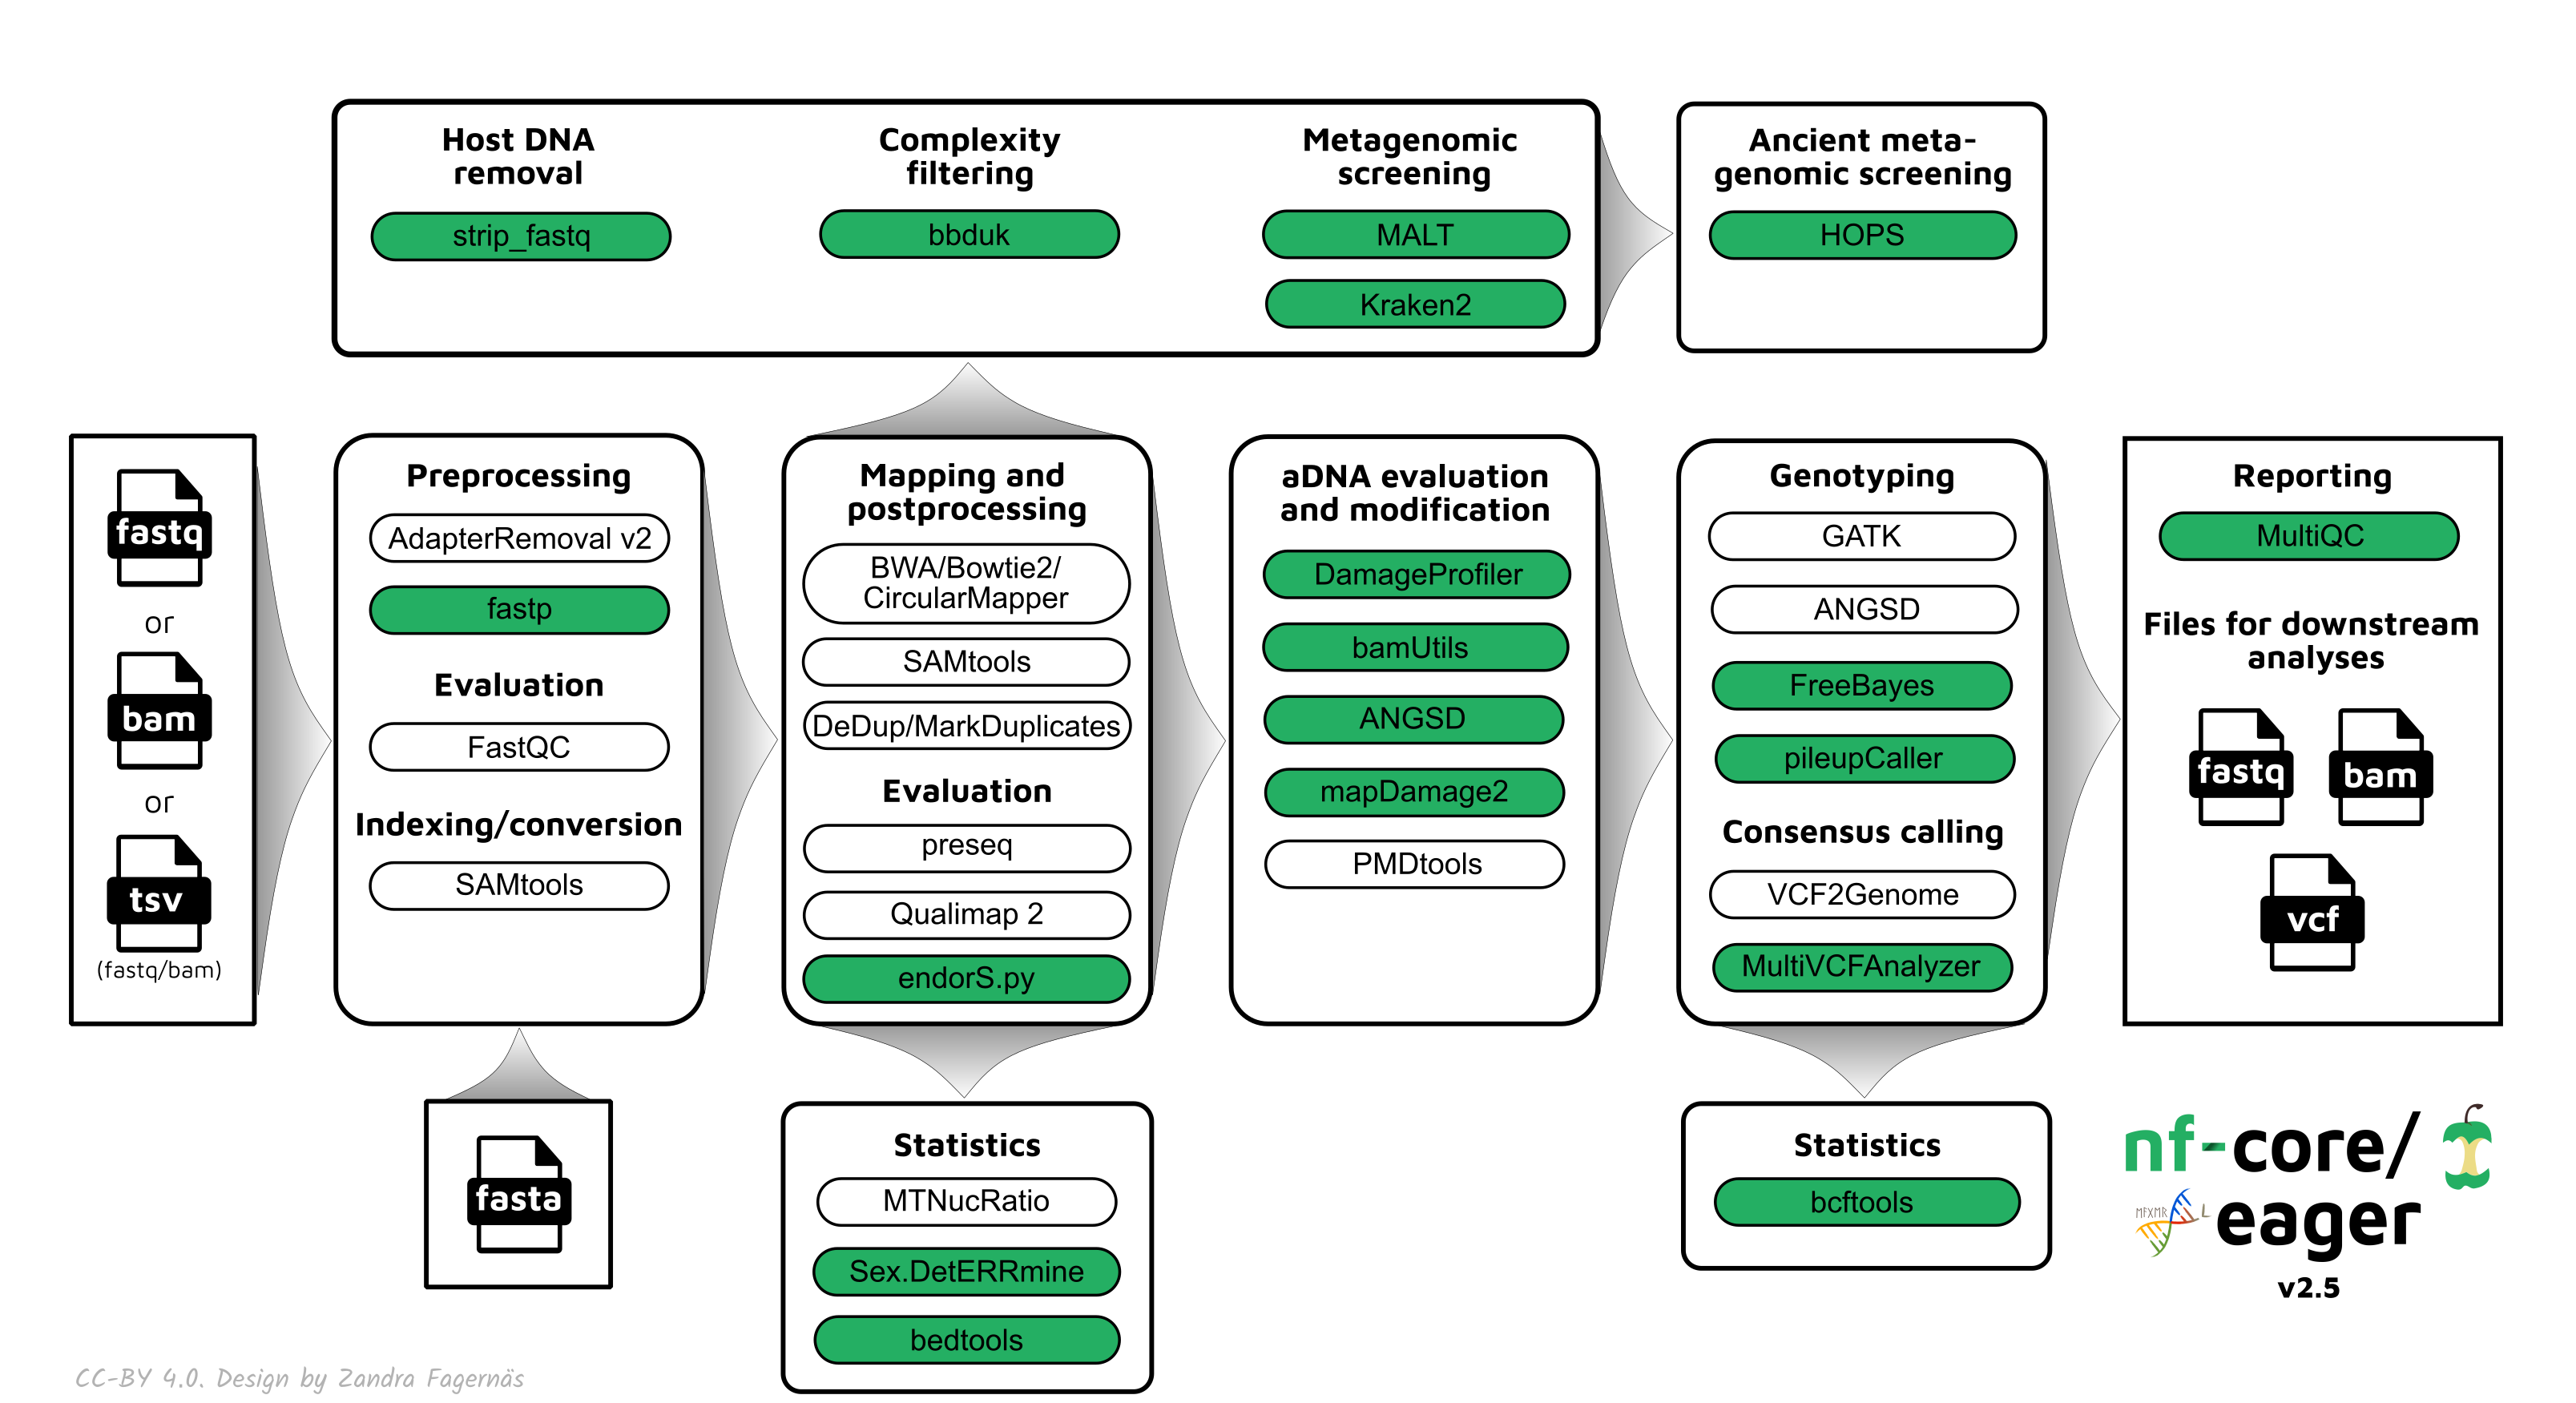 Host DNA
removal
strip_fastq
Complexity
filtering
bbduk
Metagenomic
screening
MALT
Kraken2
Ancient meta-
genomic screening
HOPS
fastq
or
bam
or
tsv
(fastq/bam)
Preprocessing
AdapterRemoval v2
fastp
Evaluation
FastQC
Indexing/conversion
SAMtools
fasta
Mapping and
postprocessing
BWA/Bowtie2/
CircularMapper
SAMtools
DeDup/MarkDuplicates
Evaluation
preseq
Qualimap 2
endorS.py
Statistics
MTNucRatio
Sex.DetERRmine
bedtools
aDNA evaluation
and modification
DamageProfiler
bamUtils
ANGSD
mapDamage2
PMDtools
Genotyping
GATK
ANGSD
FreeBayes
pileupCaller
Consensus calling
VCF2Genome
MultiVCFAnalyzer
Statistics
bcftools
Reporting
MultiQC
Files for downstream
analyses
fastq
bam
vcf
nf-core/
eager
v2.5
CC-BY 4.0. Design by Zandra Fagernäs